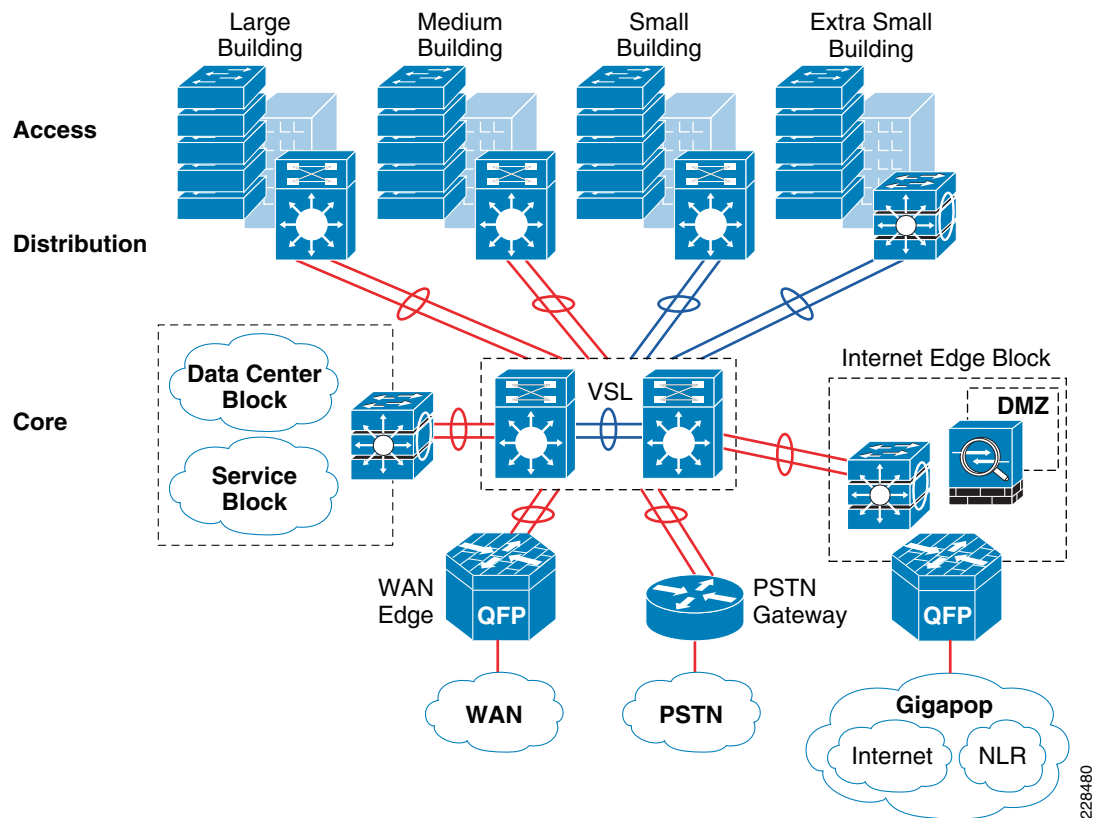 Large
Building
Medium
Building
Small
Building
Extra Small
Building
Access
Distribution
Core
Data Center
Block
Service
Block
VSL
Internet Edge Block
DMZ
WAN
Edge
QFP
PSTN
Gateway
QFP
WAN
PSTN
Gigapop
Internet
NLR
228480